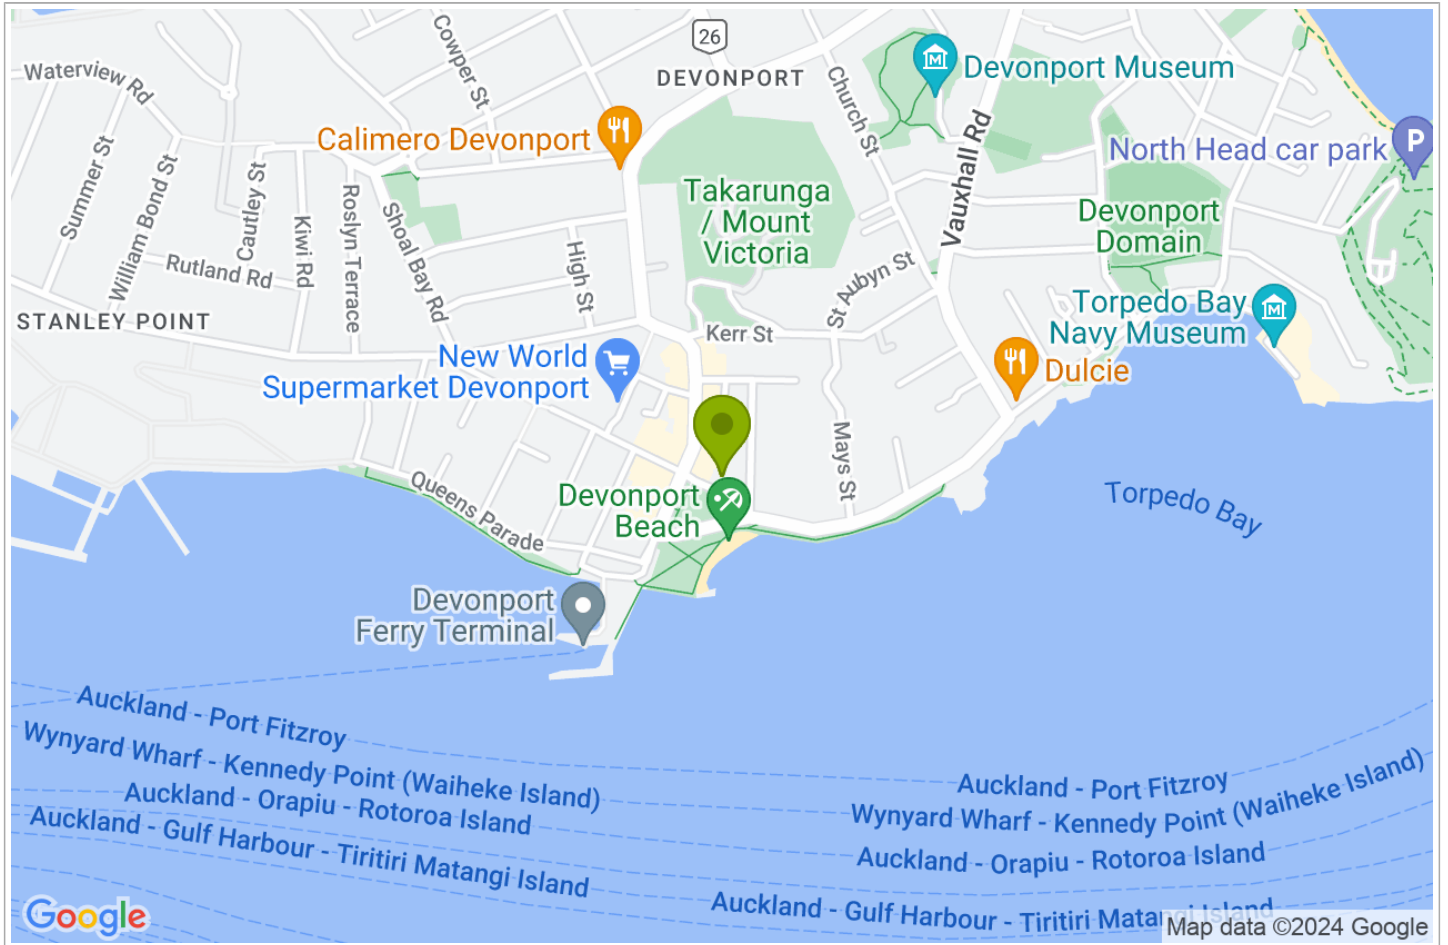 26
DEVONPORT
Cowper St
Waterview Rd
Devonport Museum
Church St
Calimero Devonport
Vauxhall Rd
North Head car park
P
Summer St
William Bond St
Cautley St
Kiwi Rd
Roslyn Terrace
Shoal Bay Rd
Rutland Rd
High St
Takarunga
/ Mount
Victoria
Devonport
Domain
St Aubyn St
STANLEY POINT
Kerr St
Torpedo Bay
Navy Museum
New World
Supermarket Devonport
Dulcie
Mays St
Queens Parade
Devonport
Beach
Torpedo Bay
Devonport
Ferry Terminal
Auckland - Port Fitzroy
Wynyard Wharf - Kennedy Point (Waiheke Island)
Auckland - Orapiu - Rotoroa Island
Auckland - Gulf Harbour - Tiritiri Matangi Island
Auckland - Port Fitzroy
Wynyard Wharf - Kennedy Point (Waiheke Island)
Auckland - Orapiu - Rotoroa Island
Auckland - Gulf Harbour - Tiritiri Matangi Island
Google
Map data ©2024 Google